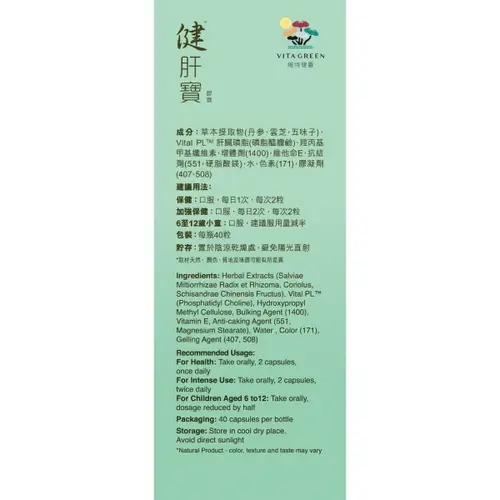 健肝寶™
膠囊
VITAGREEN
維特健靈
成分：草本提取物(丹參、雲芝、五味子)、
Vital PL™ 肝臟磷脂(磷脂醯膽鹼)、羥丙基
甲基纖維素、增體劑(1400)、維他命E、抗結
劑(551、硬脂酸鎂)、水、色素(171)、膠凝劑
(407、508)
建議用法：
保健：口服，每日1次，每次2粒
加強保健：口服，每日2次，每次2粒
6至12歲小童：口服，建議服用量減半
包裝：每瓶40粒
貯存：置於陰涼乾燥處，避免陽光直射
*取材天然，顏色、質地及味道可能有所差異
Ingredients: Herbal Extracts (Salviae
Miltiorrhizae Radix et Rhizoma, Coriolus,
Schisandrae Chinensis Fructus), Vital PL™
(Phosphatidyl Choline), Hydroxypropyl
Methyl Cellulose, Bulking Agent (1400),
Vitamin E, Anti-caking Agent (551,
Magnesium Stearate), Water, Color (171),
Gelling Agent (407, 508)
Recommended Usage:
For Health: Take orally, 2 capsules,
once daily
For Intense Use: Take orally, 2 capsules,
twice daily
For Children Aged 6 to12: Take orally,
dosage reduced by half
Packaging: 40 capsules per bottle
Storage: Store in cool dry place.
Avoid direct sunlight
*Natural Product - color, texture and taste may vary